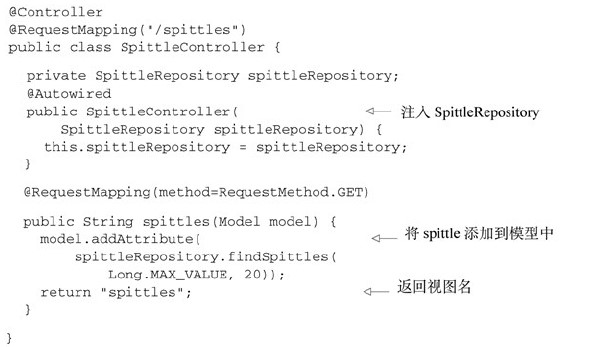 @Controller
@RequestMapping("/spittles")
public class SpittleController {
private SpittleRepository spittleRepository;
@Autowired
public SpittleController( 注入 SpittleRepository
SpittleRepository spittleRepository) {
this.spittleRepository = spittleRepository;
}
@RequestMapping(method=RequestMethod.GET)
public String spittles(Model model) {
model.addAttribute( 将 spittle 添加到模型中
spittleRepository.findSpittles(
Long.MAX_VALUE, 20));
return "spittles"; 返回视图名
}
}